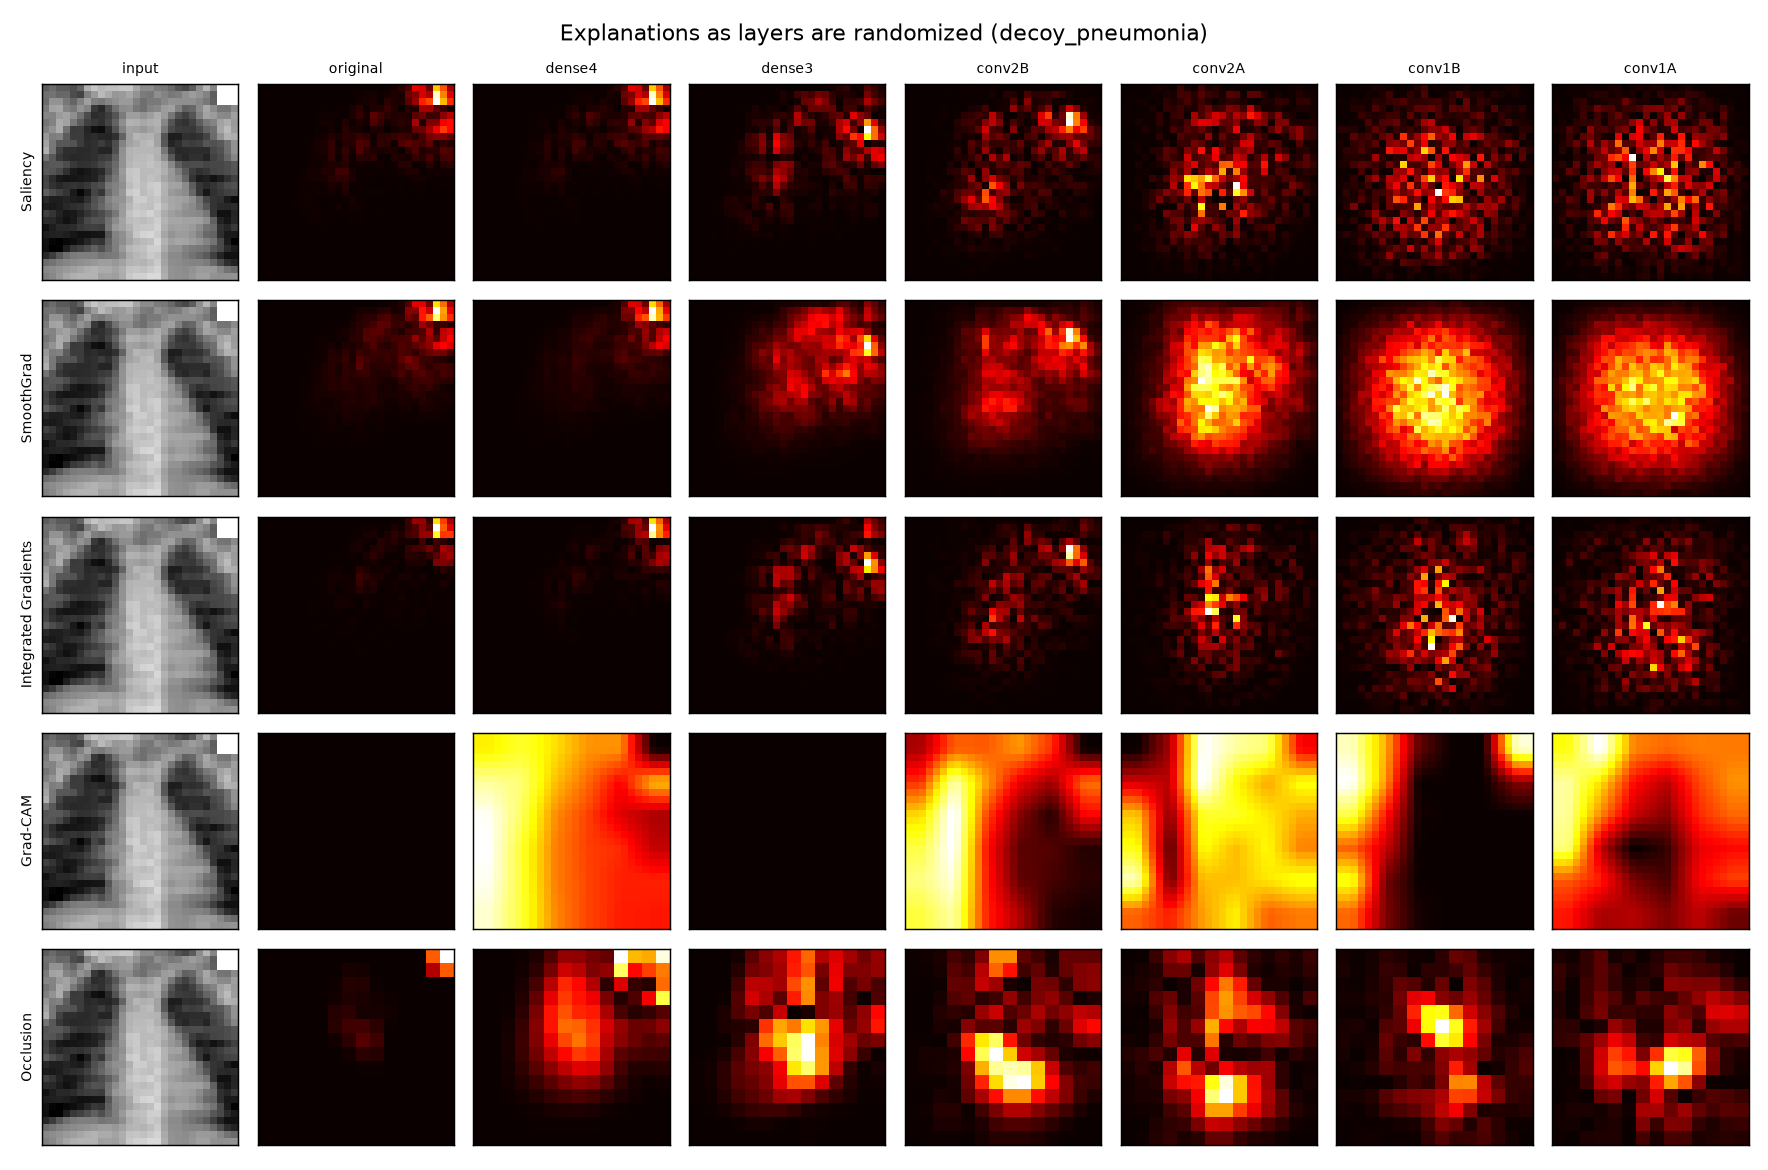 Explanations as layers are randomized (decoy_pneumonia)
input original dense4 dense3 conv2B conv2A conv1B conv1A
Saliency
SmoothGrad
Integrated Gradients
Grad-CAM
Occlusion